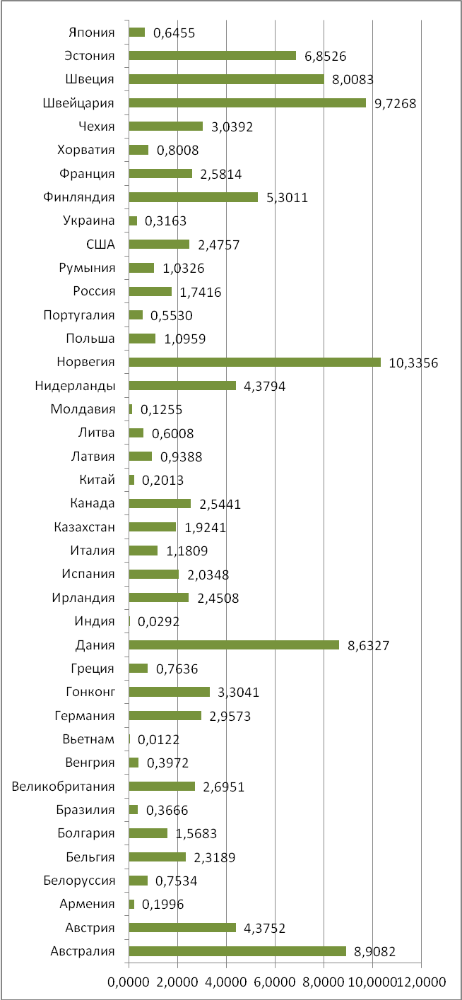 Япония 0,6455
Эстония 6,8526
Швеция 8,0083
Швейцария 9,7268
Чехия 3,0392
Хорватия 0,8008
Франция 2,5814
Финляндия 5,3011
Украина 0,3163
США 2,4757
Румыния 1,0326
Россия 1,7416
Португалия 0,5530
Польша 1,0959
Норвегия 10,3356
Нидерланды 4,3794
Молдавия 0,1255
Литва 0,6008
Латвия 0,9388
Китай 0,2013
Канада 2,5441
Казахстан 1,9241
Италия 1,1809
Испания 2,0348
Ирландия 2,4508
Индия 0,0292
Дания 8,6327
Греция 0,7636
Гонконг 3,3041
Германия 2,9573
Вьетнам 0,0122
Венгрия 0,3972
Великобритания 2,6951
Бразилия 0,3666
Болгария 1,5683
Бельгия 2,3189
Белоруссия 0,7534
Армения 0,1996
Австрия 4,3752
Австралия 8,9082
0,0000 2,0000 4,0000 6,0000 8,0000 10,0000 12,0000